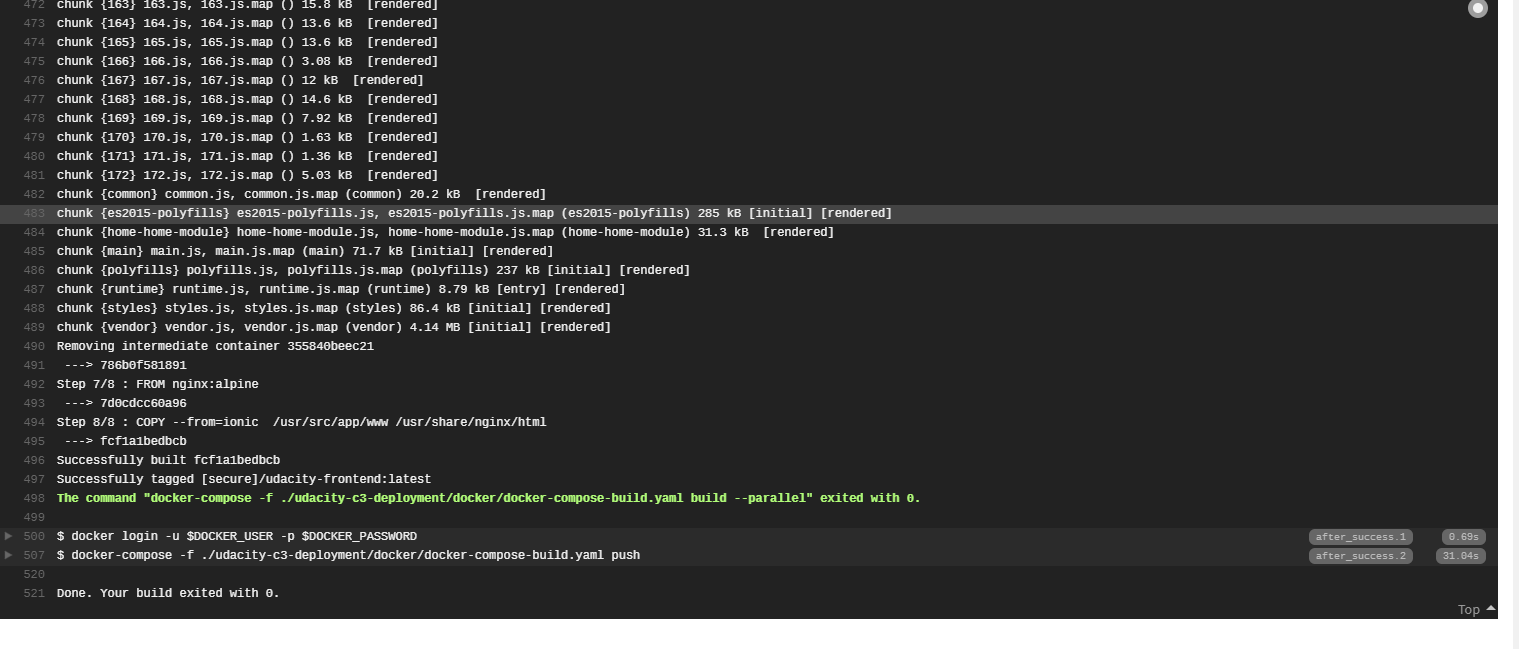 472 chunk {163} 163.js, 163.js.map () 15.8 kB  [rendered]
473 chunk {164} 164.js, 164.js.map () 13.6 kB  [rendered]
474 chunk {165} 165.js, 165.js.map () 13.6 kB  [rendered]
475 chunk {166} 166.js, 166.js.map () 3.08 kB  [rendered]
476 chunk {167} 167.js, 167.js.map () 12 kB  [rendered]
477 chunk {168} 168.js, 168.js.map () 14.6 kB  [rendered]
478 chunk {169} 169.js, 169.js.map () 7.92 kB  [rendered]
479 chunk {170} 170.js, 170.js.map () 1.63 kB  [rendered]
480 chunk {171} 171.js, 171.js.map () 1.36 kB  [rendered]
481 chunk {172} 172.js, 172.js.map () 5.03 kB  [rendered]
482 chunk {common} common.js, common.js.map (common) 20.2 kB  [rendered]
483 chunk {es2015-polyfills} es2015-polyfills.js, es2015-polyfills.js.map (es2015-polyfills) 285 kB [initial] [rendered]
484 chunk {home-home-module} home-home-module.js, home-home-module.js.map (home-home-module) 31.3 kB  [rendered]
485 chunk {main} main.js, main.js.map (main) 71.7 kB [initial] [rendered]
486 chunk {polyfills} polyfills.js, polyfills.js.map (polyfills) 237 kB [initial] [rendered]
487 chunk {runtime} runtime.js, runtime.js.map (runtime) 8.79 kB [entry] [rendered]
488 chunk {styles} styles.js, styles.js.map (styles) 86.4 kB [initial] [rendered]
489 chunk {vendor} vendor.js, vendor.js.map (vendor) 4.14 MB [initial] [rendered]
490 Removing intermediate container 355840beec21
491  ---> 786b0f581891
492 Step 7/8 : FROM nginx:alpine
493  ---> 7d0cdcc60a96
494 Step 8/8 : COPY --from=ionic  /usr/src/app/www /usr/share/nginx/html
495  ---> fcf1a1bedbcb
496 Successfully built fcf1a1bedbcb
497 Successfully tagged [secure]/udacity-frontend:latest
498 The command "docker-compose -f ./udacity-c3-deployment/docker/docker-compose-build.yaml build --parallel" exited with 0.
499
500 $ docker login -u $DOCKER_USER -p $DOCKER_PASSWORD after_success.1 0.69s
507 $ docker-compose -f ./udacity-c3-deployment/docker/docker-compose-build.yaml push after_success.2 31.04s
520
521 Done. Your build exited with 0.
Top